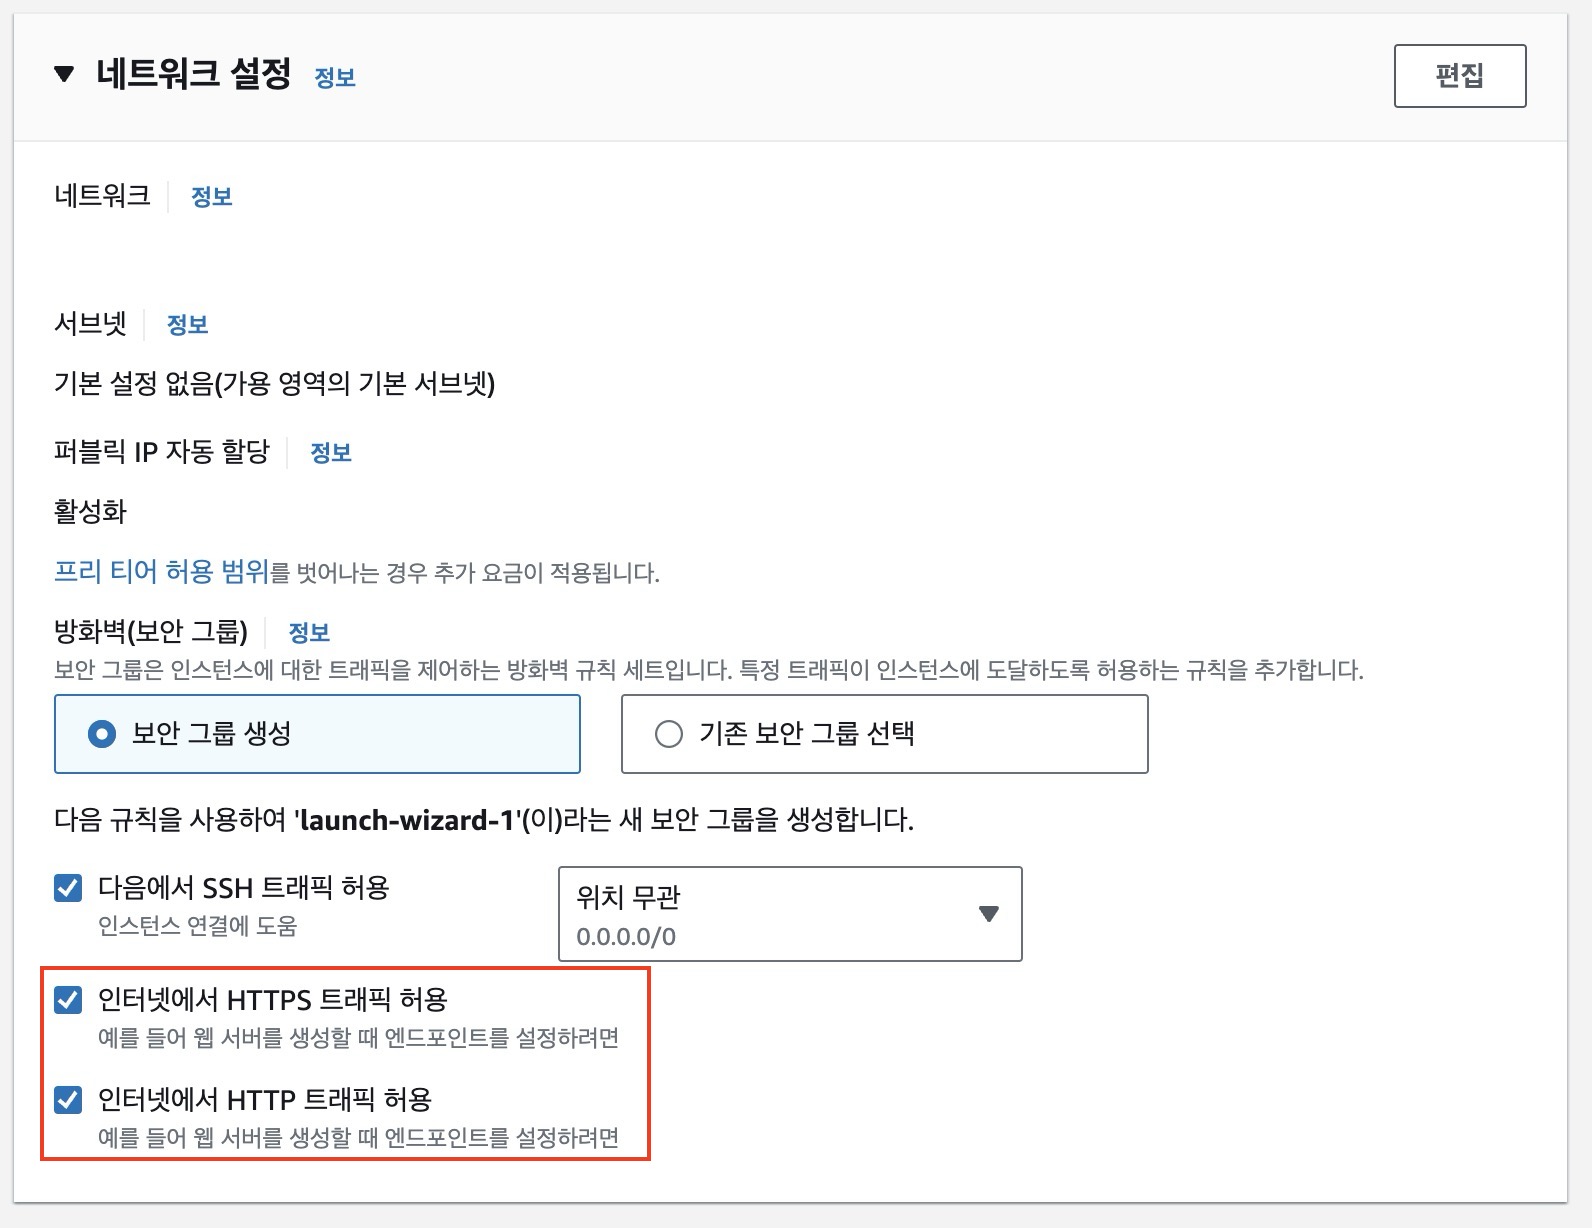 네트워크 설정 정보
편집
네트워크 정보
서브넷 정보
기본 설정 없음(가용 영역의 기본 서브넷)
퍼블릭 IP 자동 할당 정보
활성화
프리 티어 허용 범위를 벗어나는 경우 추가 요금이 적용됩니다.
방화벽(보안 그룹) 정보
보안 그룹은 인스턴스에 대한 트래픽을 제어하는 방화벽 규칙 세트입니다. 특정 트래픽이 인스턴스에 도달하도록 허용하는 규칙을 추가합니다.
보안 그룹 생성
기존 보안 그룹 선택
다음 규칙을 사용하여 'launch-wizard-1'(이)라는 새 보안 그룹을 생성합니다.
다음에서 SSH 트래픽 허용
인스턴스 연결에 도움
위치 무관
0.0.0.0/0
인터넷에서 HTTPS 트래픽 허용
예를 들어 웹 서버를 생성할 때 엔드포인트를 설정하려면
인터넷에서 HTTP 트래픽 허용
예를 들어 웹 서버를 생성할 때 엔드포인트를 설정하려면